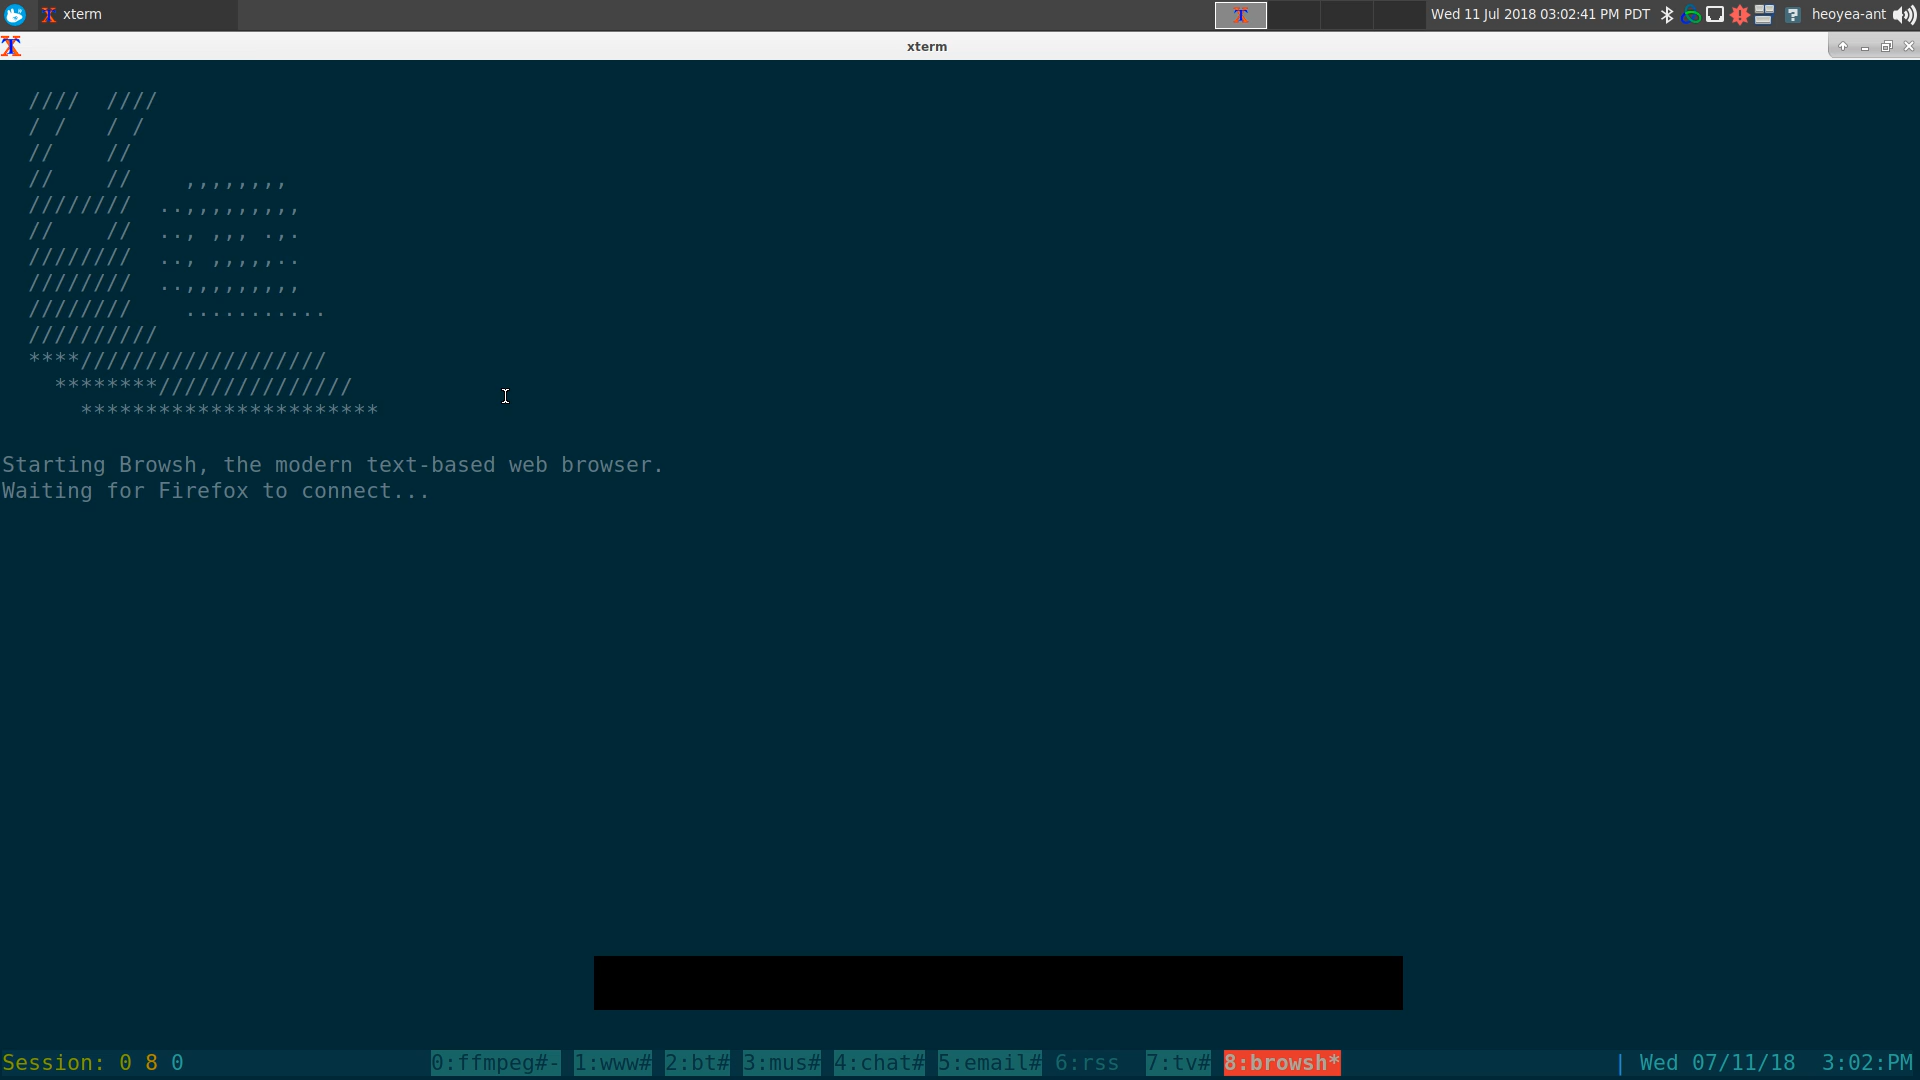 xterm
Wed 11 Jul 2018 03:02:41 PM PDT
heoyea-ant
xterm
////  ////
/ /   / /
//    //
//    //    ,,,,,,,,
////////  ..,,,,,,,,,
//    //  .., ,,, .,.
////////  .., ,,,,,..
////////  ..,,,,,,,,,
////////    ...........
//////////
****///////////////////
********///////////////
***********************
Starting Browsh, the modern text-based web browser.
Waiting for Firefox to connect...
Session: 0 8 0 0:ffmpeg#- 1:www# 2:bt# 3:mus# 4:chat# 5:email# 6:rss 7:tv# 8:browsh* | Wed 07/11/18 3:02:PM